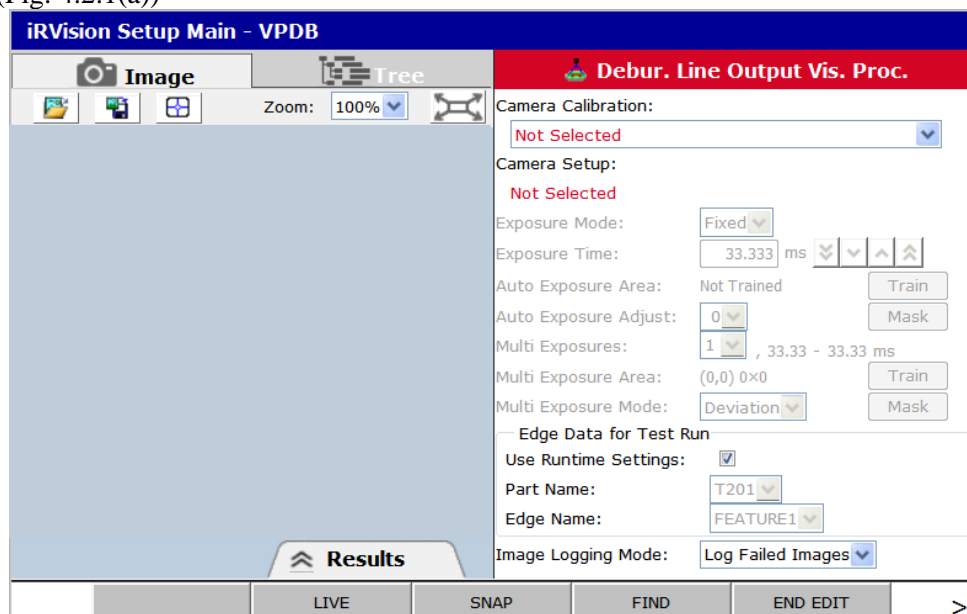 (Fig. 4.2.1(a))
iRVision Setup Main - VPDB
Image
Tree
Debur. Line Output Vis. Proc.
Zoom: 100%
Camera Calibration:
Not Selected
Camera Setup:
Not Selected
Exposure Mode: Fixed
Exposure Time: 33.333 ms
Auto Exposure Area: Not Trained Train
Auto Exposure Adjust: 0 Mask
Multi Exposures: 1 , 33.33 - 33.33 ms
Multi Exposure Area: (0,0) 0×0 Train
Multi Exposure Mode: Deviation Mask
Edge Data for Test Run
Use Runtime Settings:
Part Name: T201
Edge Name: FEATURE1
Results
Image Logging Mode: Log Failed Images
LIVE SNAP FIND END EDIT >